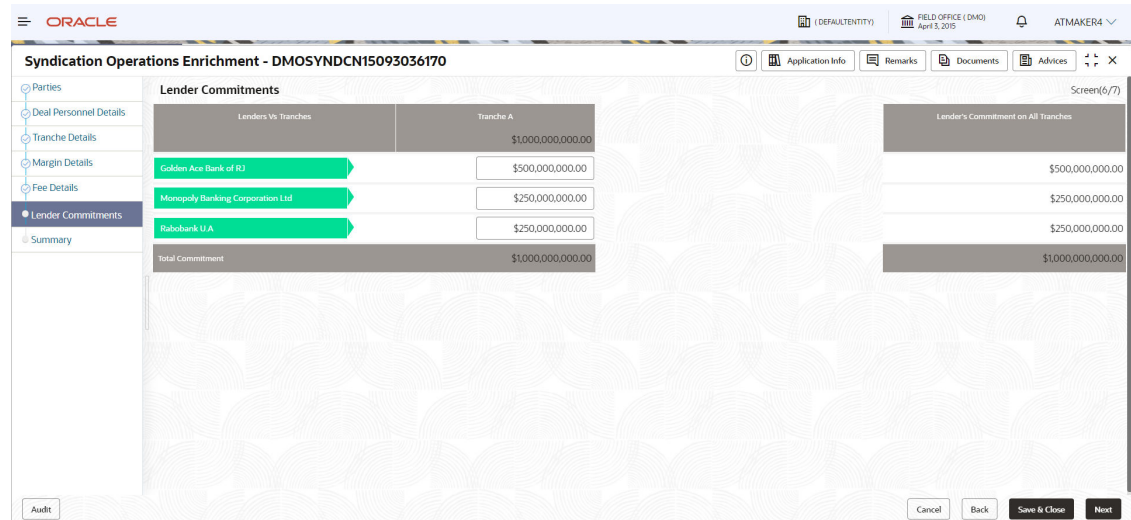 ORACLE
( DEFAULTENTITY)
FIELD OFFICE ( DMO)
April 3, 2015
ATMAKER4
Syndication Operations Enrichment - DMOSYNDCN15093036170
Application Info
Remarks
Documents
Advices
Parties
Deal Personnel Details
Tranche Details
Margin Details
Fee Details
Lender Commitments
Summary
Lender Commitments
Screen(6/7)
Lenders Vs Tranches Tranche A Lender's Commitment on All Tranches
$1,000,000,000.00
Golden Ace Bank of RJ $500,000,000.00 $500,000,000.00
Monopoly Banking Corporation Ltd $250,000,000.00 $250,000,000.00
Rabobank U.A $250,000,000.00 $250,000,000.00
Total Commitment $1,000,000,000.00 $1,000,000,000.00
Audit
Cancel
Back
Save & Close
Next